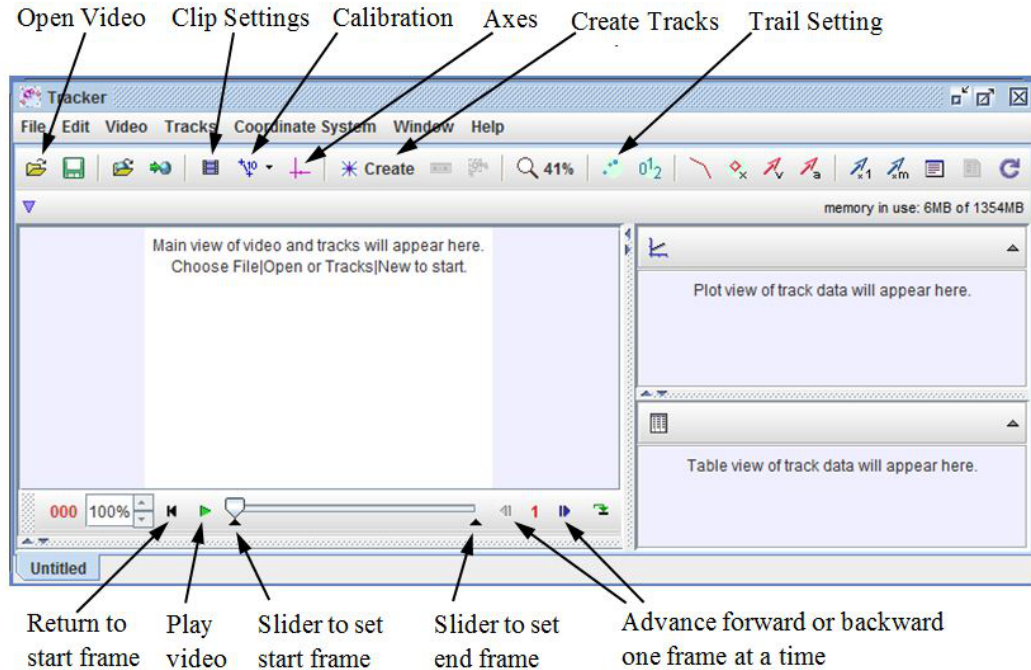 Open Video Clip Settings Calibration Axes Create Tracks Trail Setting
Tracker
File Edit Video Tracks Coordinate System Window Help
Create 41%
memory in use: 6MB of 1354MB
Main view of video and tracks will appear here.
Choose File|Open or Tracks|New to start.
Plot view of track data will appear here.
Table view of track data will appear here.
000 100% 1
Untitled
Return to
start frame
Play
video
Slider to set
start frame
Slider to set
end frame
Advance forward or backward
one frame at a time